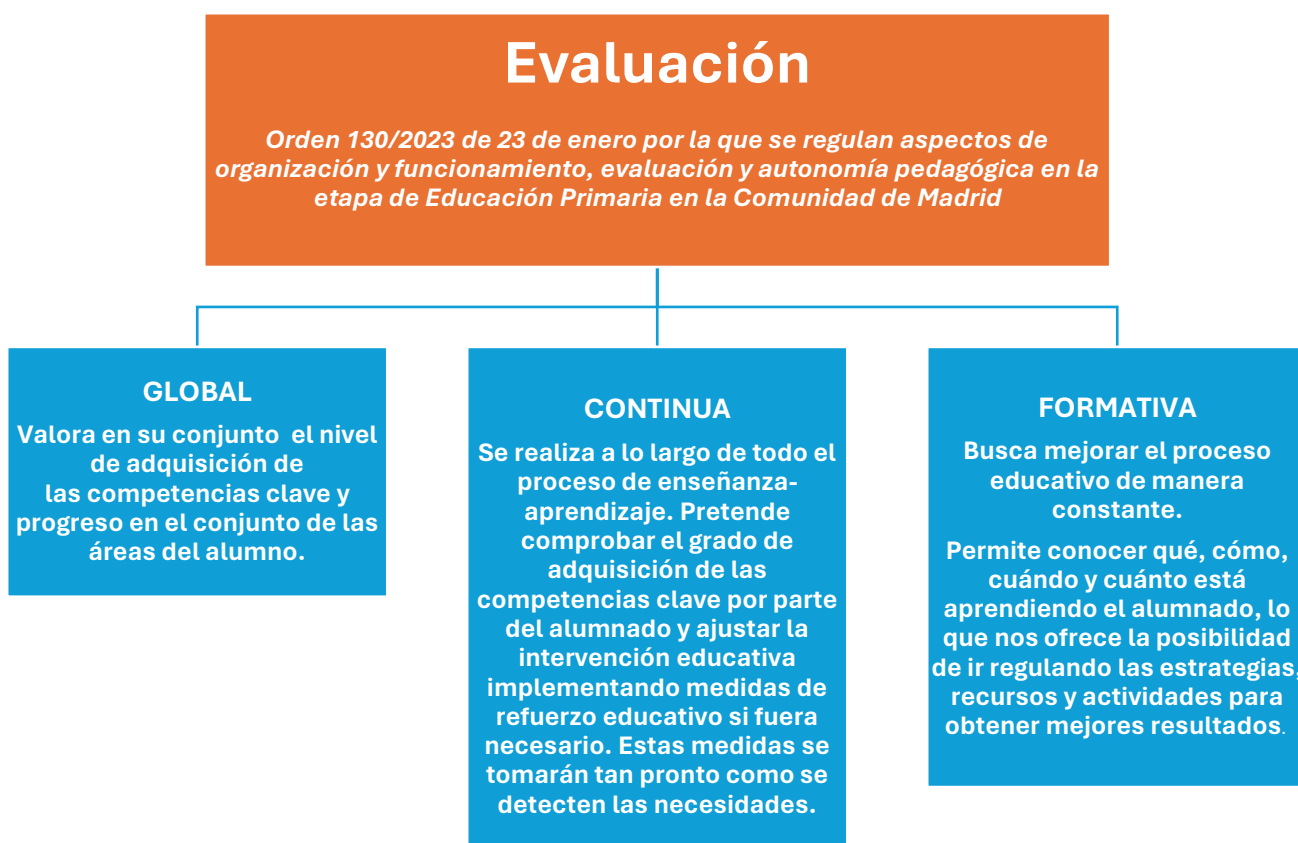 Evaluación
Orden 130/2023 de 23 de enero por la que se regulan aspectos de
organización y funcionamiento, evaluación y autonomía pedagógica en la
etapa de Educación Primaria en la Comunidad de Madrid
GLOBAL
Valora en su conjunto el nivel
de adquisición de
las competencias clave y
progreso en el conjunto de las
áreas del alumno.
CONTINUA
Se realiza a lo largo de todo el
proceso de enseñanza-
aprendizaje. Pretende
comprobar el grado de
adquisición de las
competencias clave por parte
del alumnado y ajustar la
intervención educativa
implementando medidas de
refuerzo educativo si fuera
necesario. Estas medidas se
tomarán tan pronto como se
detecten las necesidades.
FORMATIVA
Busca mejorar el proceso
educativo de manera
constante.
Permite conocer qué, cómo,
cuándo y cuánto está
aprendiendo el alumnado, lo
que nos ofrece la posibilidad
de ir regulando las estrategias,
recursos y actividades para
obtener mejores resultados.